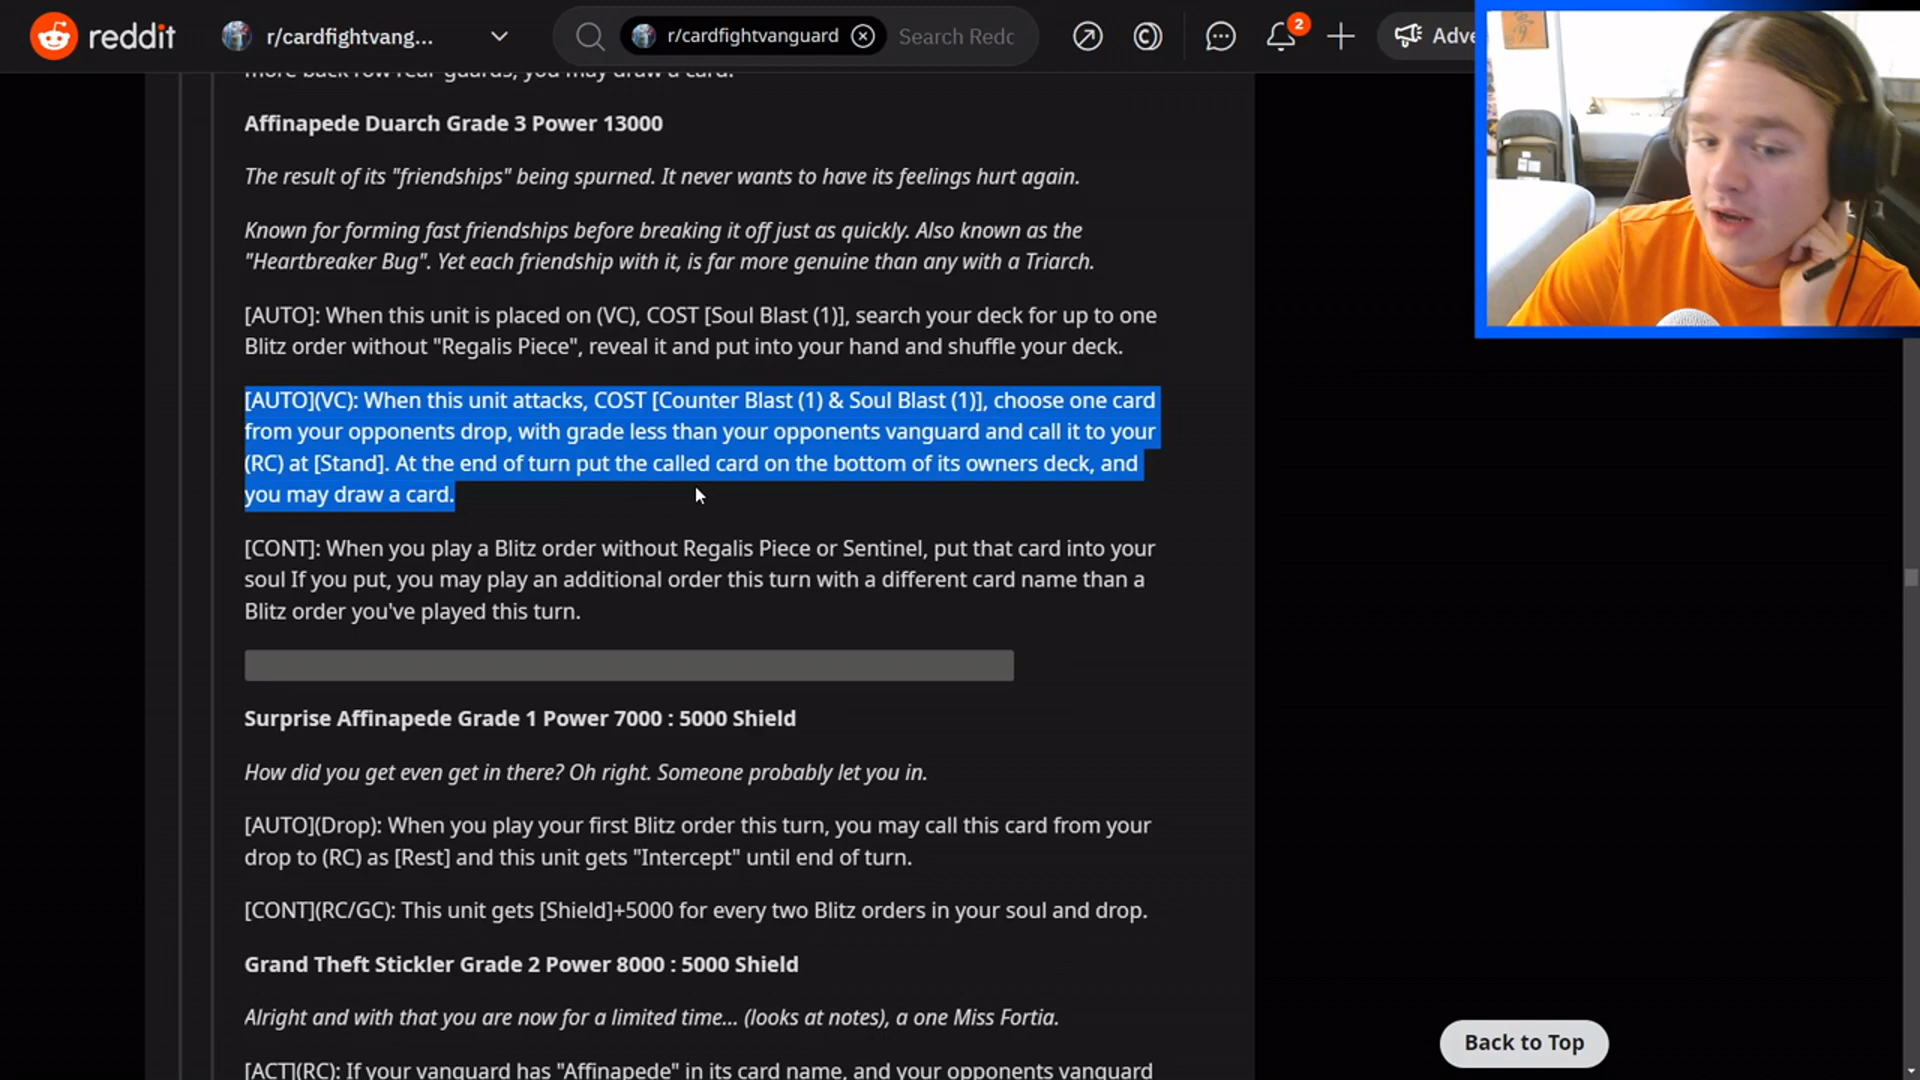 reddit
r/cardfightvang...
r/cardfightvanguard
Search Redc
2
Adve
more back row rear-guards, you may draw a card.
Affinapede Duarch Grade 3 Power 13000
The result of its "friendships" being spurned. It never wants to have its feelings hurt again.
Known for forming fast friendships before breaking it off just as quickly. Also known as the
"Heartbreaker Bug". Yet each friendship with it, is far more genuine than any with a Triarch.
[AUTO]: When this unit is placed on (VC), COST [Soul Blast (1)], search your deck for up to one
Blitz order without "Regalis Piece", reveal it and put into your hand and shuffle your deck.
[AUTO](VC): When this unit attacks, COST [Counter Blast (1) & Soul Blast (1)], choose one card
from your opponents drop, with grade less than your opponents vanguard and call it to your
(RC) at [Stand]. At the end of turn put the called card on the bottom of its owners deck, and
you may draw a card.
[CONT]: When you play a Blitz order without Regalis Piece or Sentinel, put that card into your
soul If you put, you may play an additional order this turn with a different card name than a
Blitz order you've played this turn.
Surprise Affinapede Grade 1 Power 7000 : 5000 Shield
How did you get even get in there? Oh right. Someone probably let you in.
[AUTO](Drop): When you play your first Blitz order this turn, you may call this card from your
drop to (RC) as [Rest] and this unit gets "Intercept" until end of turn.
[CONT](RC/GC): This unit gets [Shield]+5000 for every two Blitz orders in your soul and drop.
Grand Theft Stickler Grade 2 Power 8000 : 5000 Shield
Alright and with that you are now for a limited time... (looks at notes), a one Miss Fortia.
[ACT](RC): If your vanguard has "Affinapede" in its card name, and your opponents vanguard
Back to Top